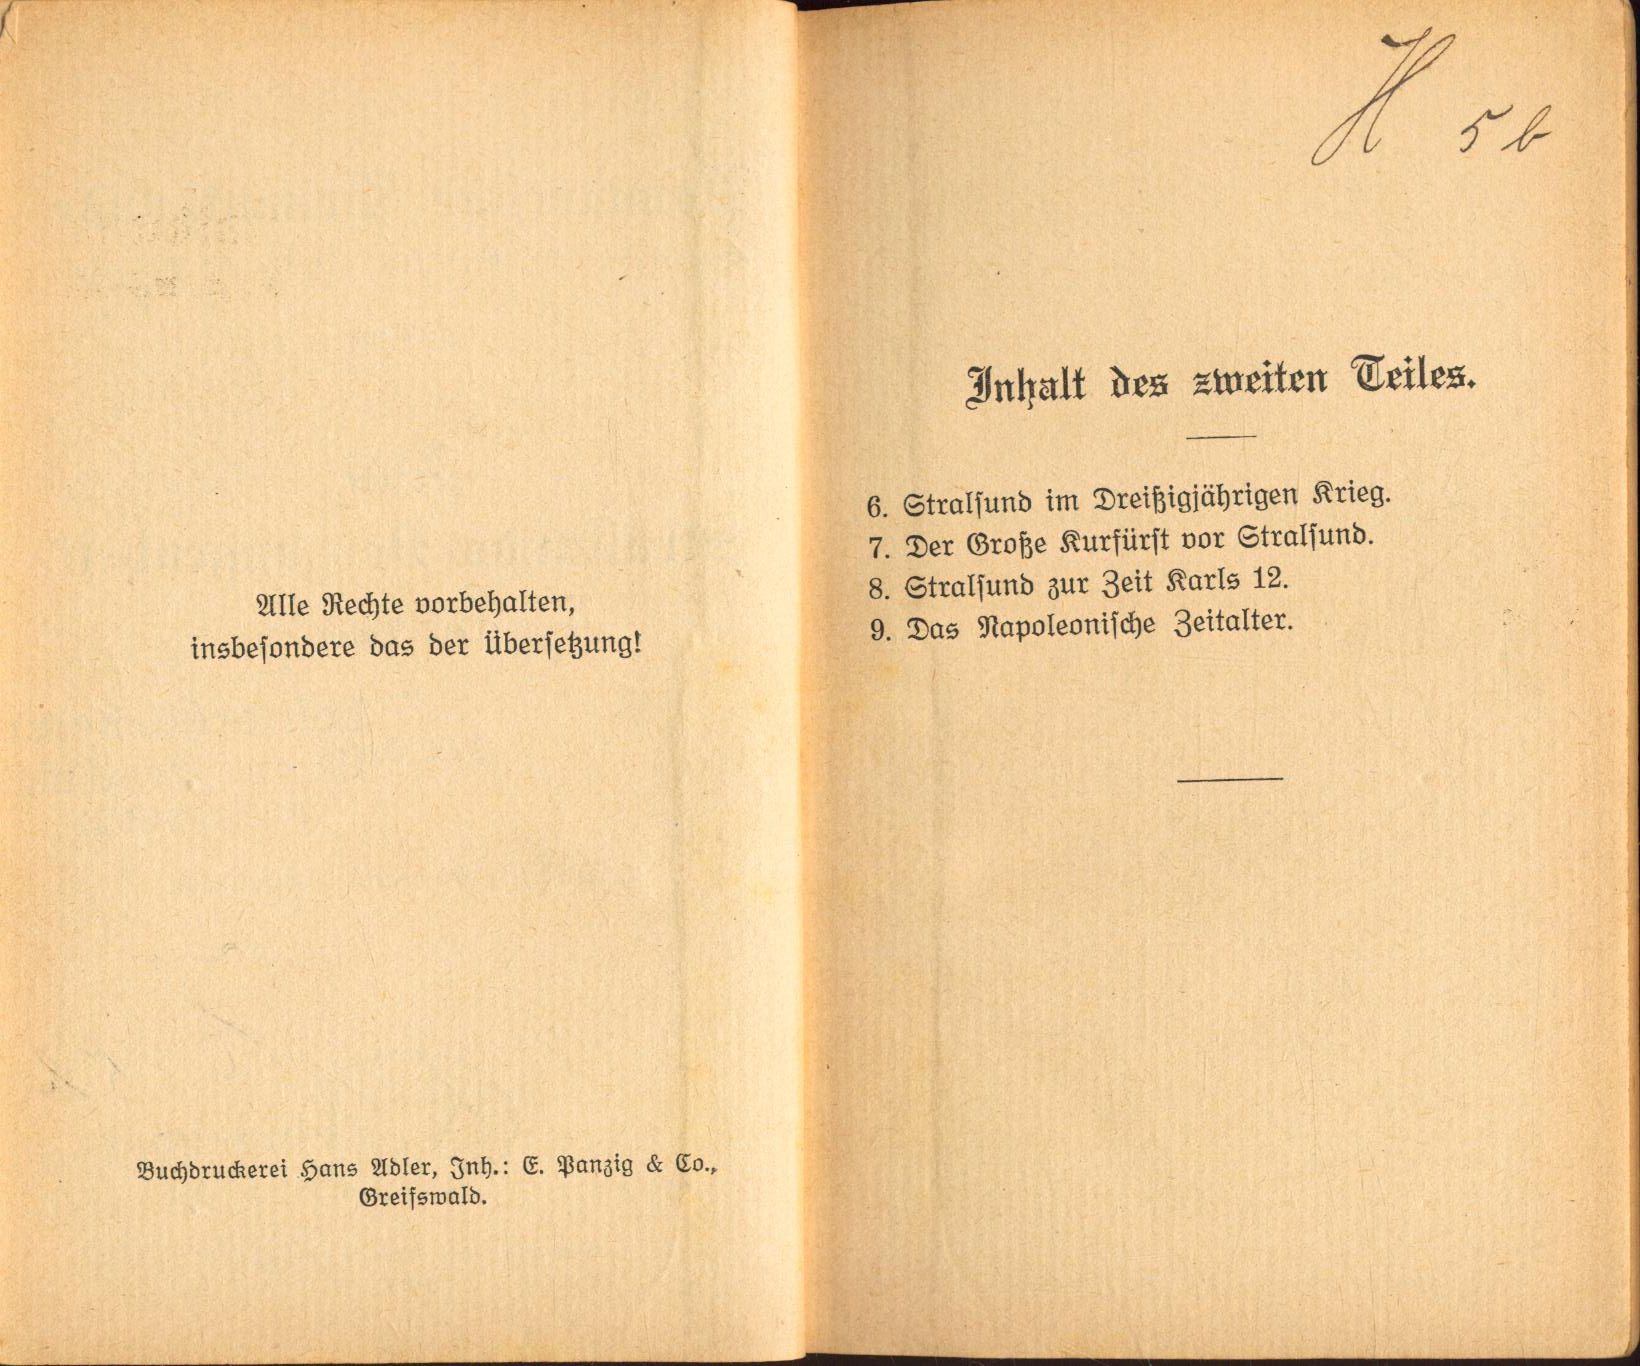 Alle Rechte vorbehalten,
insbesondere das der Übersetzung!
Buchdruckerei Hans Adler, Inh.: E. Panzig & Co.,
Greifswald.
H 5 b
Inhalt des zweiten Teiles.
6. Stralsund im Dreißigjährigen Krieg.
7. Der Große Kurfürst vor Stralsund.
8. Stralsund zur Zeit Karls 12.
9. Das Napoleonische Zeitalter.